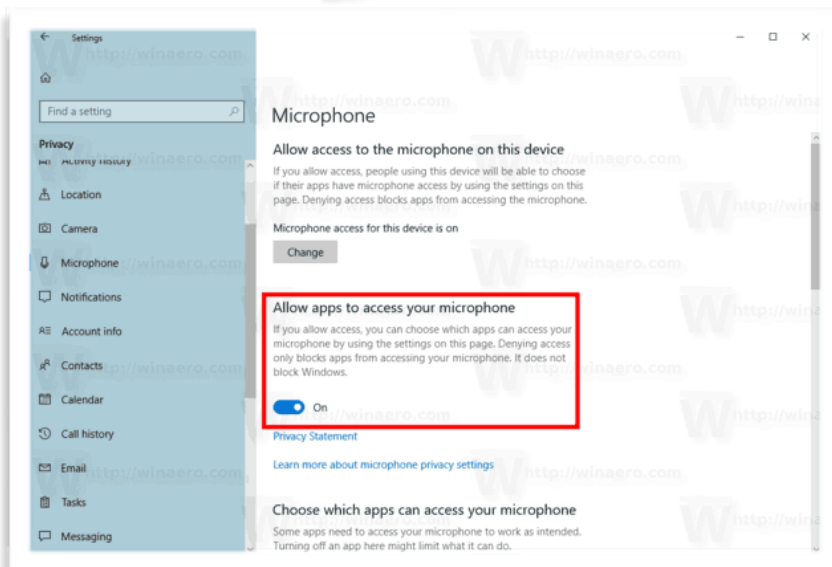 Settings
Find a setting
Privacy
Activity history
Location
Camera
Microphone
Notifications
Account info
Contacts
Calendar
Call history
Email
Tasks
Messaging
Microphone
Allow access to the microphone on this device
If you allow access, people using this device will be able to choose
if their apps have microphone access by using the settings on this
page. Denying access blocks apps from accessing the microphone.
Microphone access for this device is on
Change
Allow apps to access your microphone
If you allow access, you can choose which apps can access your
microphone by using the settings on this page. Denying access
only blocks apps from accessing your microphone. It does not
block Windows.
On
Privacy Statement
Learn more about microphone privacy settings
Choose which apps can access your microphone
Some apps need to access your microphone to work as intended.
Turning off an app here might limit what it can do.
http://winaero.com